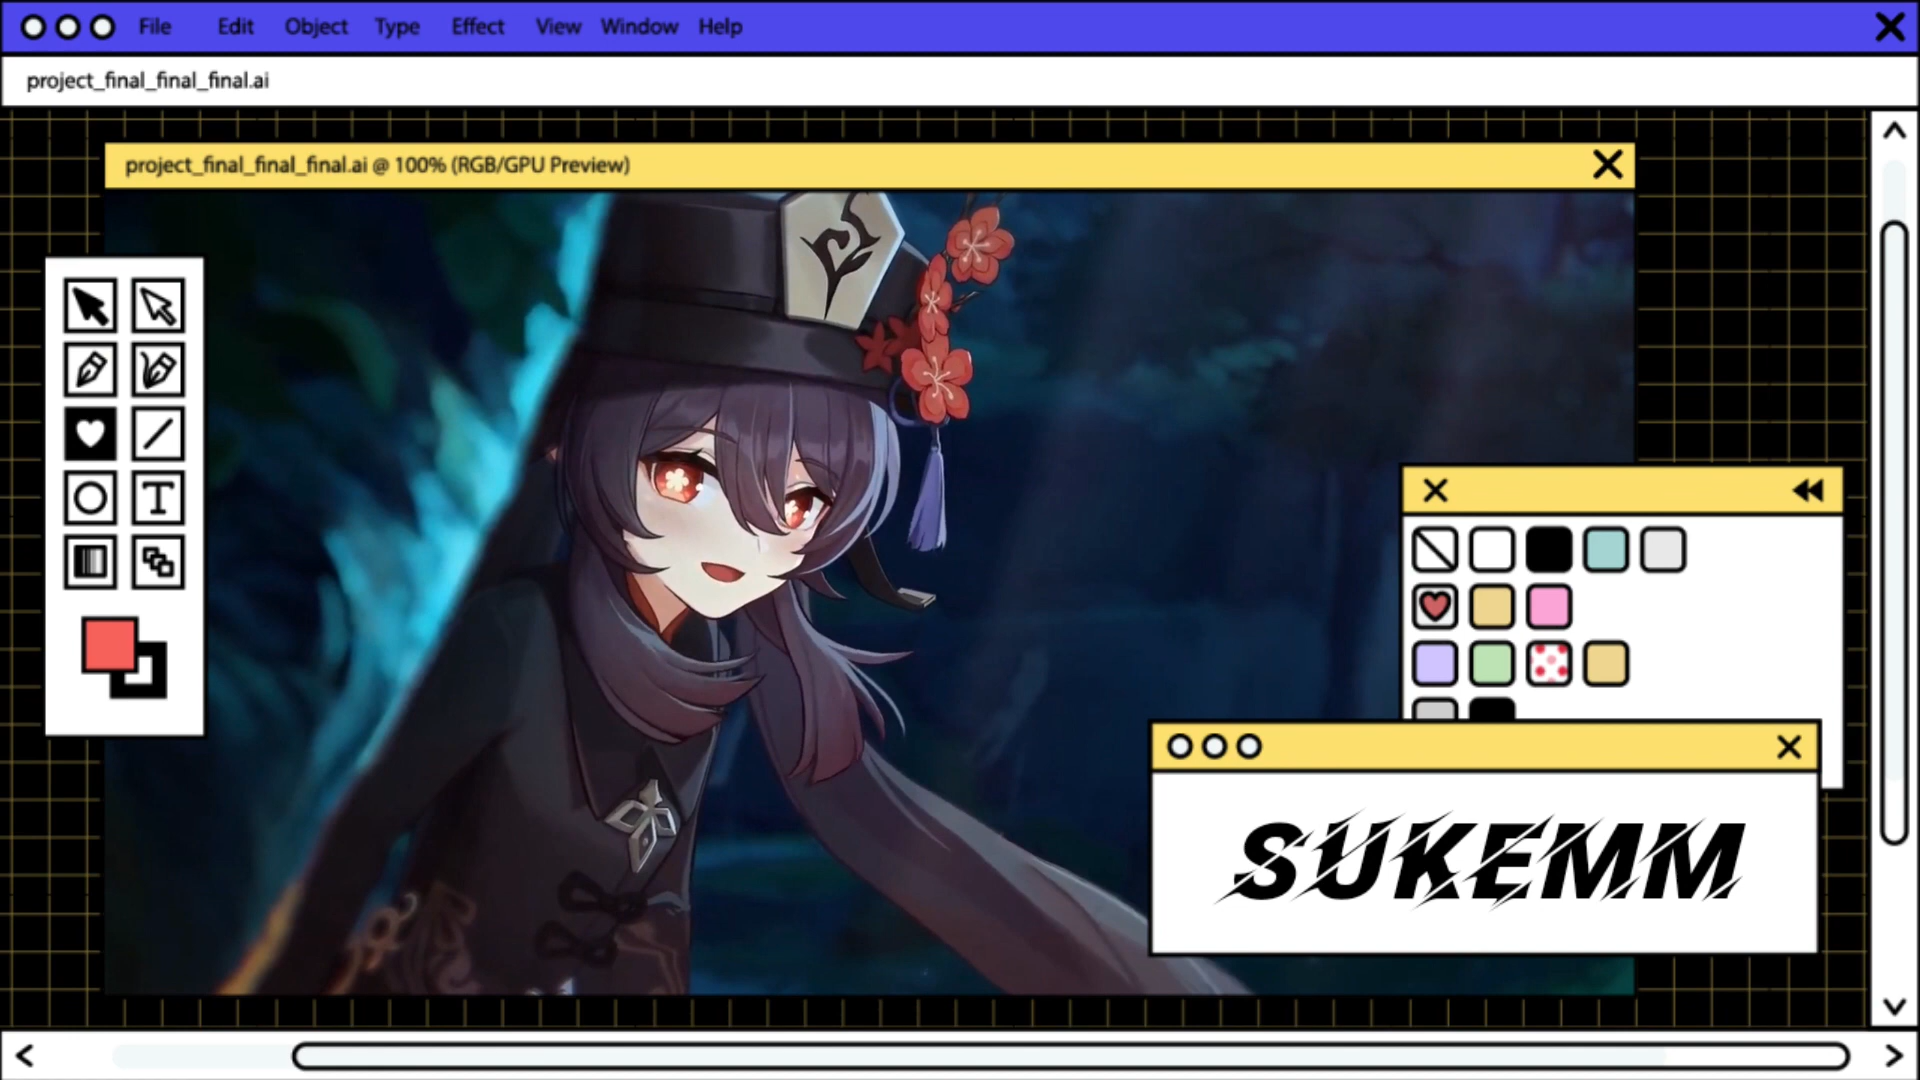 File Edit Object Type Effect View Window Help
project_final_final_final.ai
project_final_final_final.ai @ 100% (RGB/GPU Preview)
T
SUKEMM